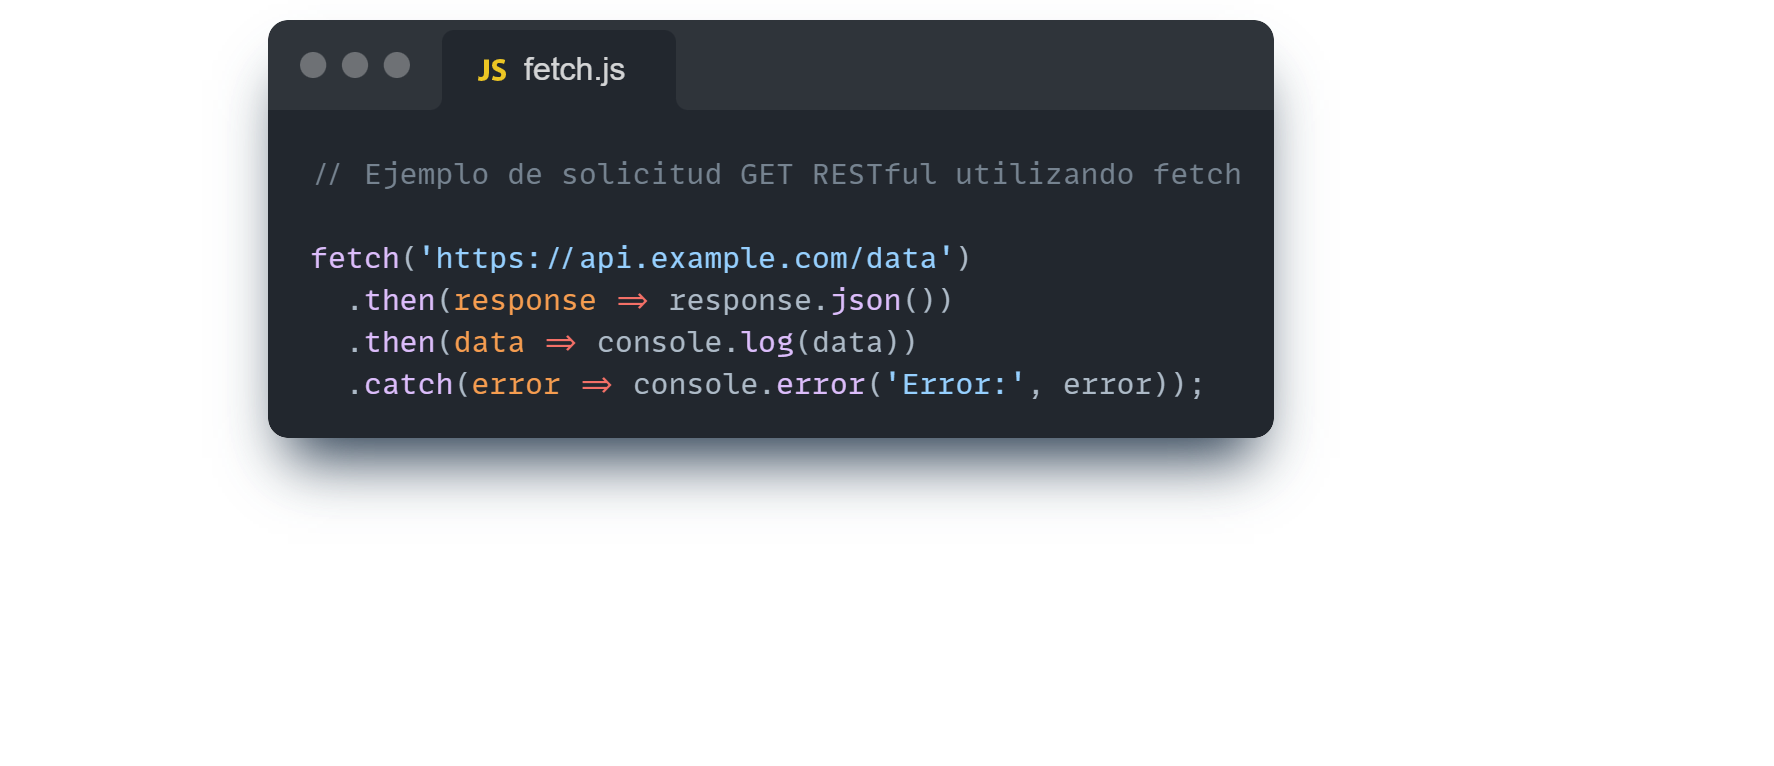 JS fetch.js
// Ejemplo de solicitud GET RESTful utilizando fetch
fetch('https://api.example.com/data')
  .then(response => response.json())
  .then(data => console.log(data))
  .catch(error => console.error('Error:', error));